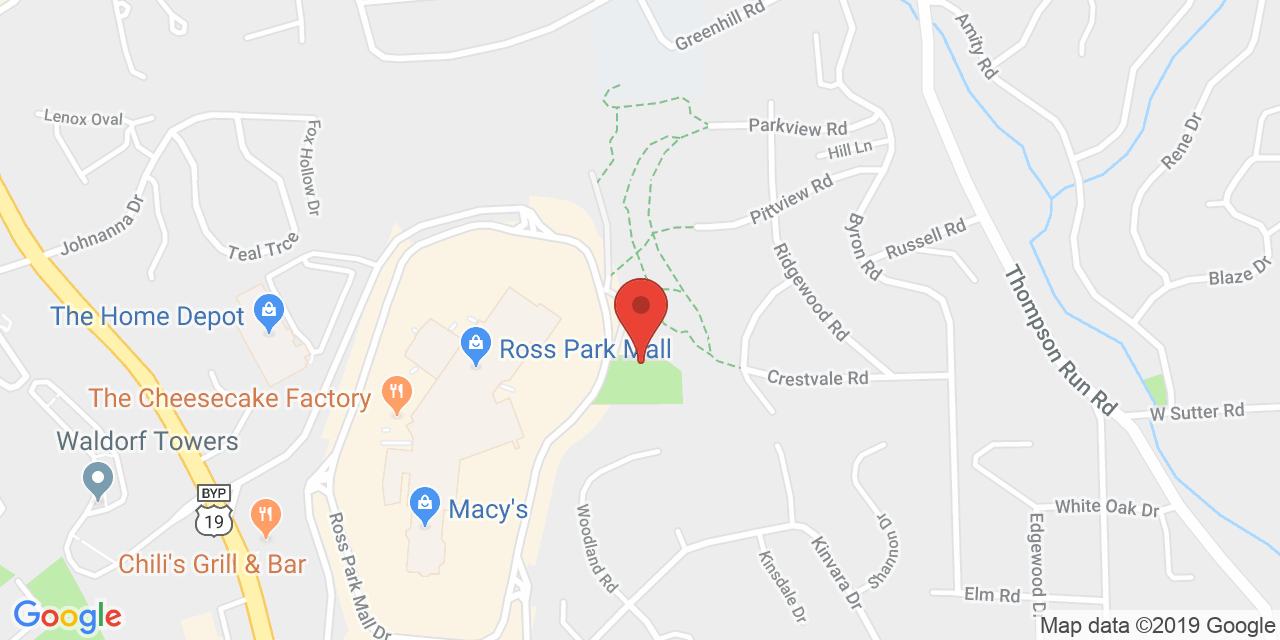 Greenhill Rd
Amity Rd
Lenox Oval
Fox Hollow Dr
Parkview Rd
Hill Ln
Rene Dr
Johnanna Dr
Teal Trce
Pittview Rd
Byron Rd
Russell Rd
Ridgewood Rd
Blaze Dr
Thompson Run Rd
The Home Depot
Ross Park Mall
Crestvale Rd
The Cheesecake Factory
W Sutter Rd
Waldorf Towers
BYP
19
Macy's
Ross Park Mall Dr
Woodland Rd
Kinsdale Dr
Kinvara Dr
Shannon Dr
White Oak Dr
Edgewood Dr
Chili's Grill & Bar
Elm Rd
Google
Map data ©2019 Google